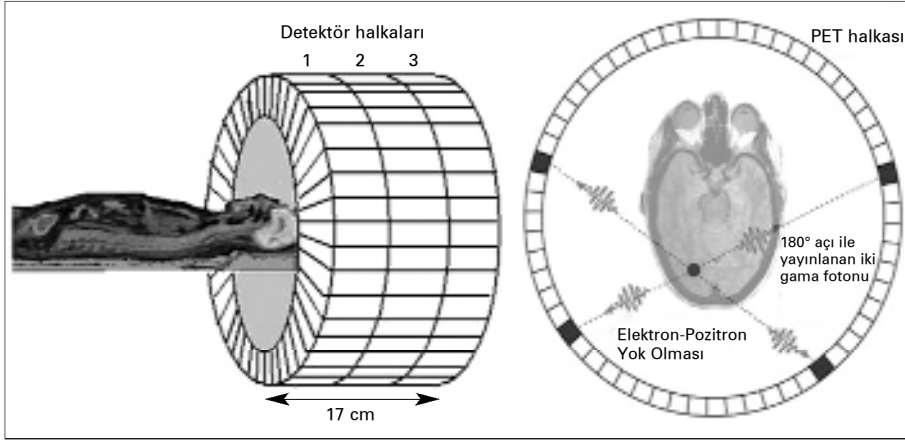 Detektör halkaları
1 2 3
17 cm
PET halkası
180° açı ile
yayınlanan iki
gama fotonu
Elektron-Pozitron
Yok Olması